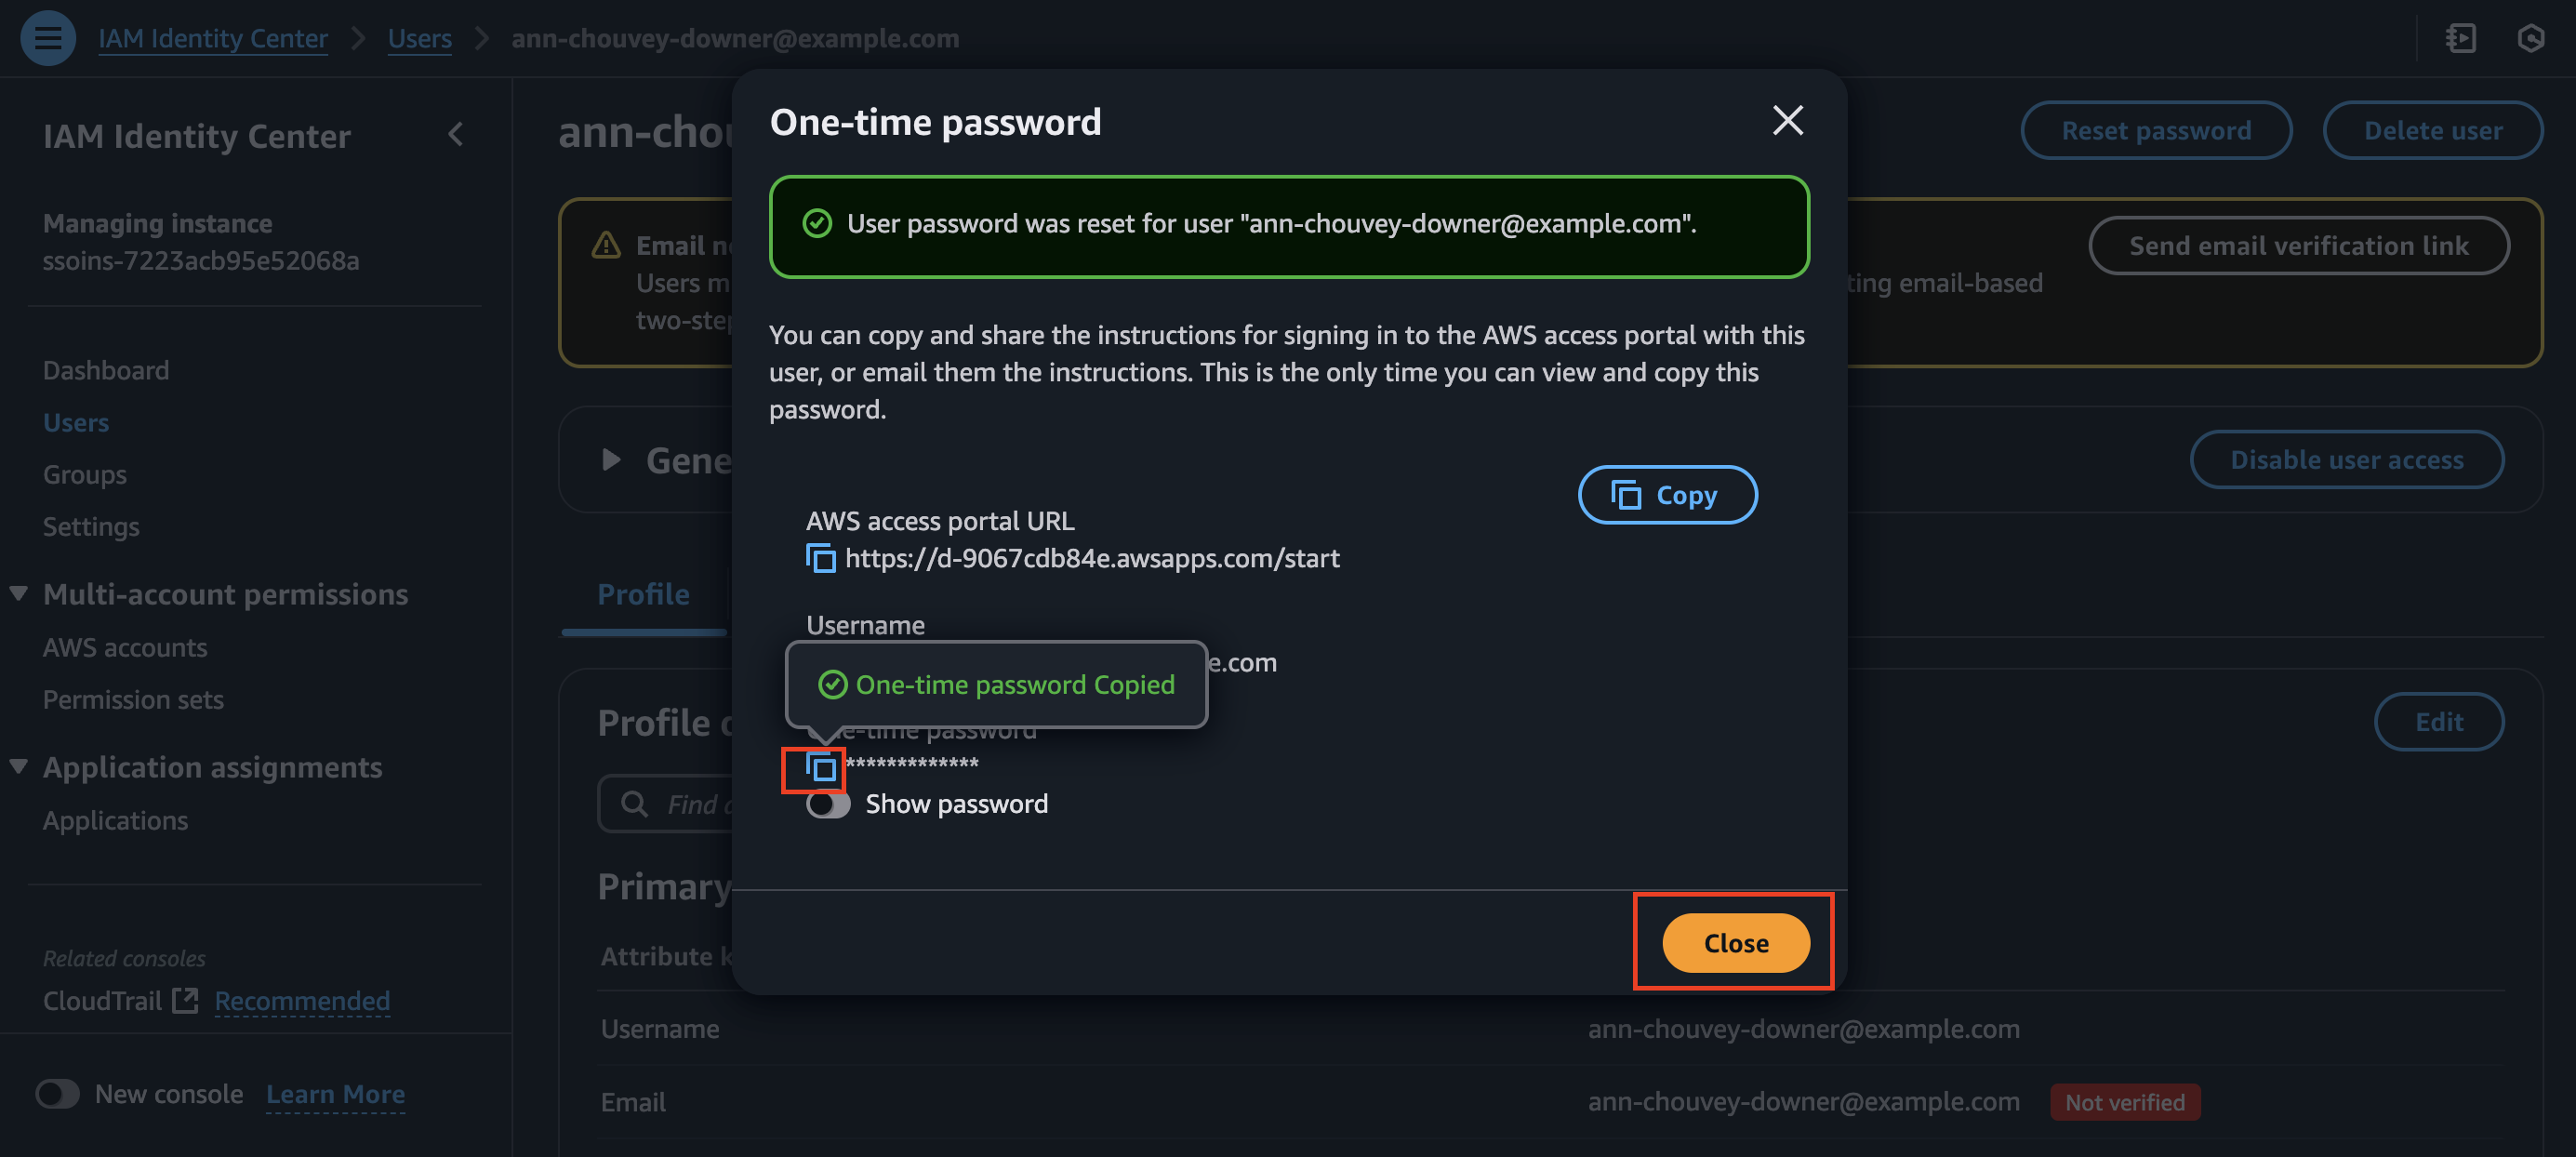 IAM Identity Center > Users > ann-chouvey-downer@example.com
IAM Identity Center
Managing instance
ssoins-7223acb95e52068a
Dashboard
Users
Groups
Settings
Multi-account permissions
AWS accounts
Permission sets
Application assignments
Applications
Related consoles
CloudTrail Recommended
New console Learn More
ann-chou
Reset password
Delete user
Email
Users
ting email-based
two-step
Send email verification link
Disable user access
Profile
Profile
Edit
Find
Primary
Attribute
Username
ann-chouvey-downer@example.com
Email
ann-chouvey-downer@example.com
Not verified
One-time password
User password was reset for user "ann-chouvey-downer@example.com".
You can copy and share the instructions for signing in to the AWS access portal with this
user, or email them the instructions. This is the only time you can view and copy this
password.
Copy
AWS access portal URL
https://d-9067cdb84e.awsapps.com/start
Username
e.com
One-time password Copied
One-time password
*************
Show password
Close